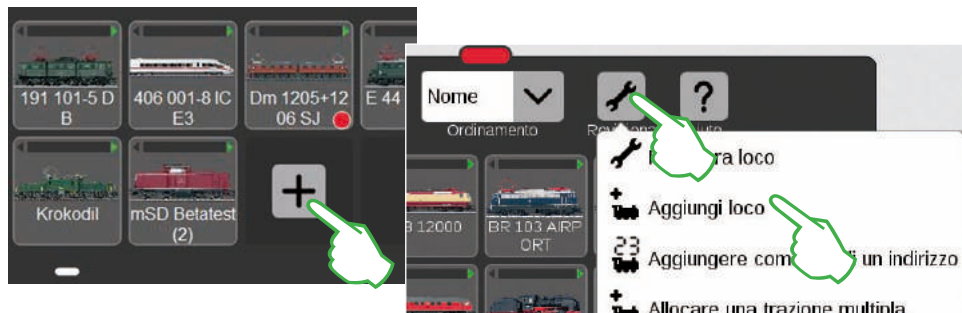 191 101-5 D
B
406 001-8 IC
E3
Dm 1205+12
06 SJ
E 44
Krokodil
mSD Betatest
(2)
Nome
Ordinamento
?
ra loco
Aggiungi loco
23
Aggiungere com un indirizzo
Allocare una trazione multipla
12000
BR 103 AIRP
ORT